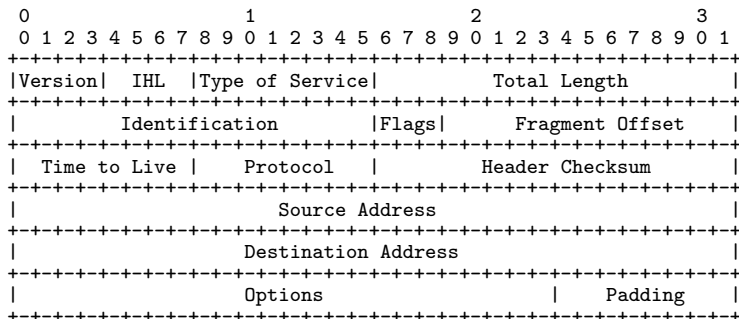 0                   1                   2                   3
0 1 2 3 4 5 6 7 8 9 0 1 2 3 4 5 6 7 8 9 0 1 2 3 4 5 6 7 8 9 0 1
+-+-+-+-+-+-+-+-+-+-+-+-+-+-+-+-+-+-+-+-+-+-+-+-+-+-+-+-+-+-+-+-+
|Version|  IHL  |Type of Service|          Total Length         |
+-+-+-+-+-+-+-+-+-+-+-+-+-+-+-+-+-+-+-+-+-+-+-+-+-+-+-+-+-+-+-+-+
|         Identification        |Flags|      Fragment Offset    |
+-+-+-+-+-+-+-+-+-+-+-+-+-+-+-+-+-+-+-+-+-+-+-+-+-+-+-+-+-+-+-+-+
|  Time to Live |    Protocol   |         Header Checksum       |
+-+-+-+-+-+-+-+-+-+-+-+-+-+-+-+-+-+-+-+-+-+-+-+-+-+-+-+-+-+-+-+-+
|                       Source Address                          |
+-+-+-+-+-+-+-+-+-+-+-+-+-+-+-+-+-+-+-+-+-+-+-+-+-+-+-+-+-+-+-+-+
|                    Destination Address                        |
+-+-+-+-+-+-+-+-+-+-+-+-+-+-+-+-+-+-+-+-+-+-+-+-+-+-+-+-+-+-+-+-+
|                    Options                    |    Padding    |
+-+-+-+-+-+-+-+-+-+-+-+-+-+-+-+-+-+-+-+-+-+-+-+-+-+-+-+-+-+-+-+-+